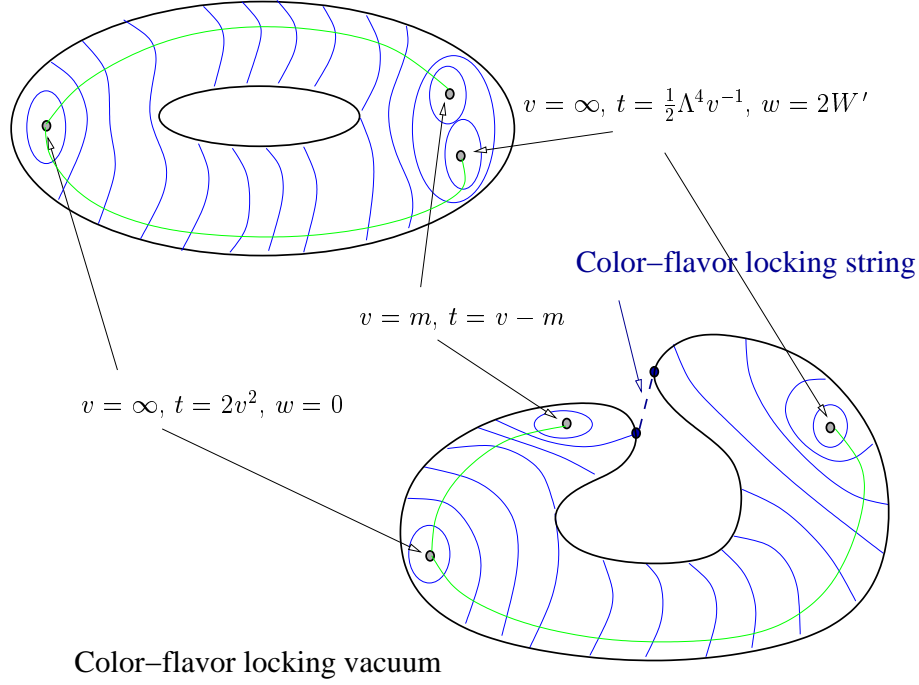 v = ∞, t = ½Λ⁴v⁻¹, w = 2W′
Color–flavor locking string
v = m, t = v − m
v = ∞, t = 2v², w = 0
Color–flavor locking vacuum